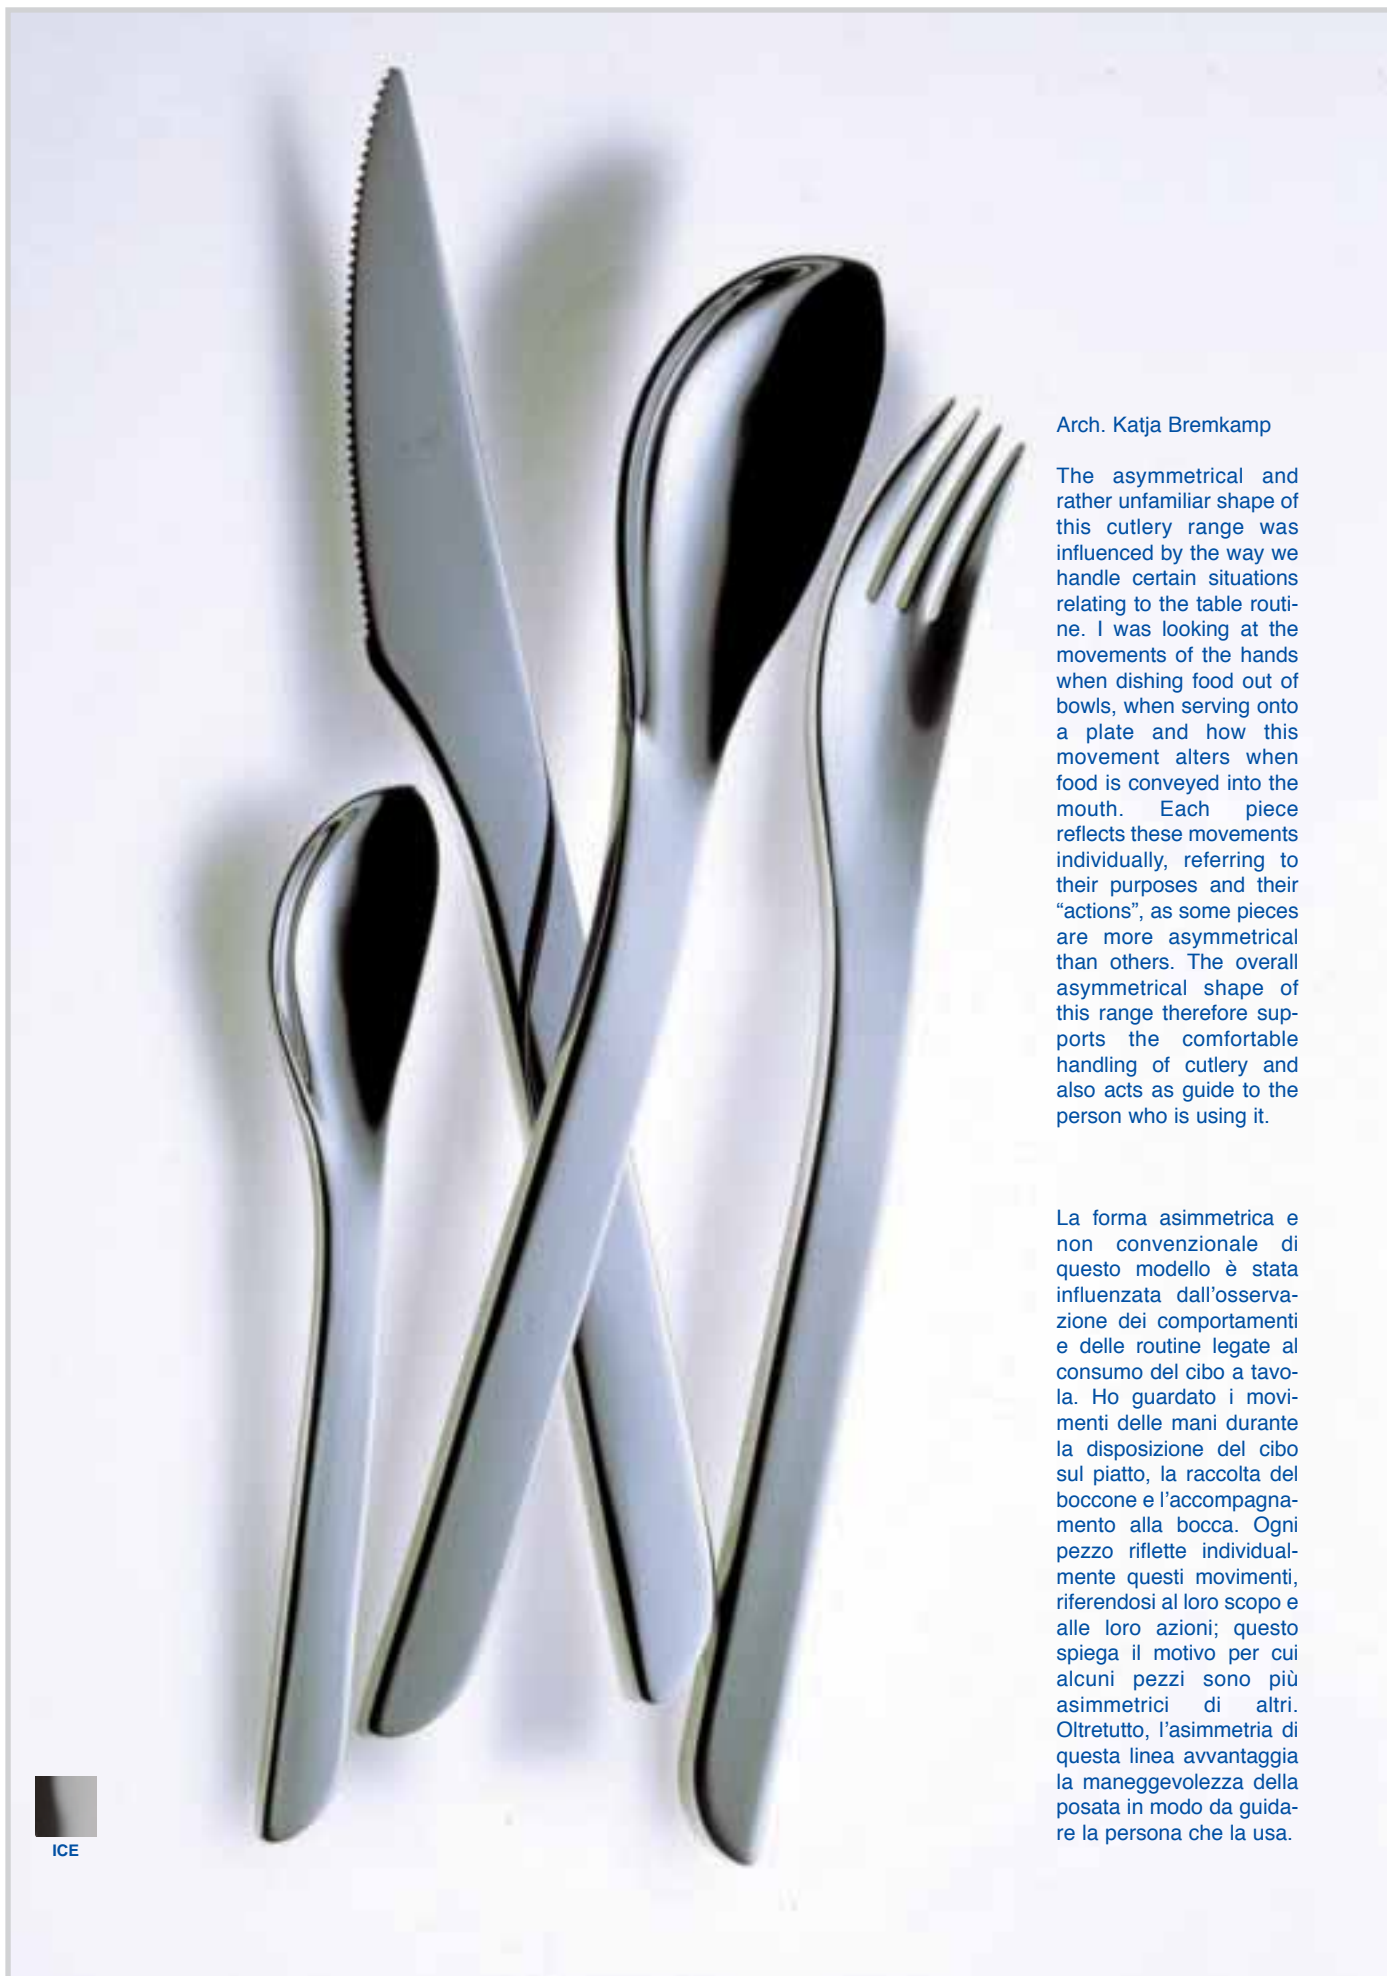 Arch. Katja Bremkamp
The asymmetrical and
rather unfamiliar shape of
this cutlery range was
influenced by the way we
handle certain situations
relating to the table routi-
ne. I was looking at the
movements of the hands
when dishing food out of
bowls, when serving onto
a plate and how this
movement alters when
food is conveyed into the
mouth. Each piece
reflects these movements
individually, referring to
their purposes and their
“actions”, as some pieces
are more asymmetrical
than others. The overall
asymmetrical shape of
this range therefore sup-
ports the comfortable
handling of cutlery and
also acts as guide to the
person who is using it.
La forma asimmetrica e
non convenzionale di
questo modello è stata
influenzata dall'osserva-
zione dei comportamenti
e delle routine legate al
consumo del cibo a tavo-
la. Ho guardato i movi-
menti delle mani durante
la disposizione del cibo
sul piatto, la raccolta del
boccone e l'accompagna-
mento alla bocca. Ogni
pezzo riflette individual-
mente questi movimenti,
riferendosi al loro scopo e
alle loro azioni; questo
spiega il motivo per cui
alcuni pezzi sono più
asimmetrici di altri.
Oltretutto, l'asimmetria di
questa linea avvantaggia
la maneggevolezza della
posata in modo da guida-
re la persona che la usa.
ICE